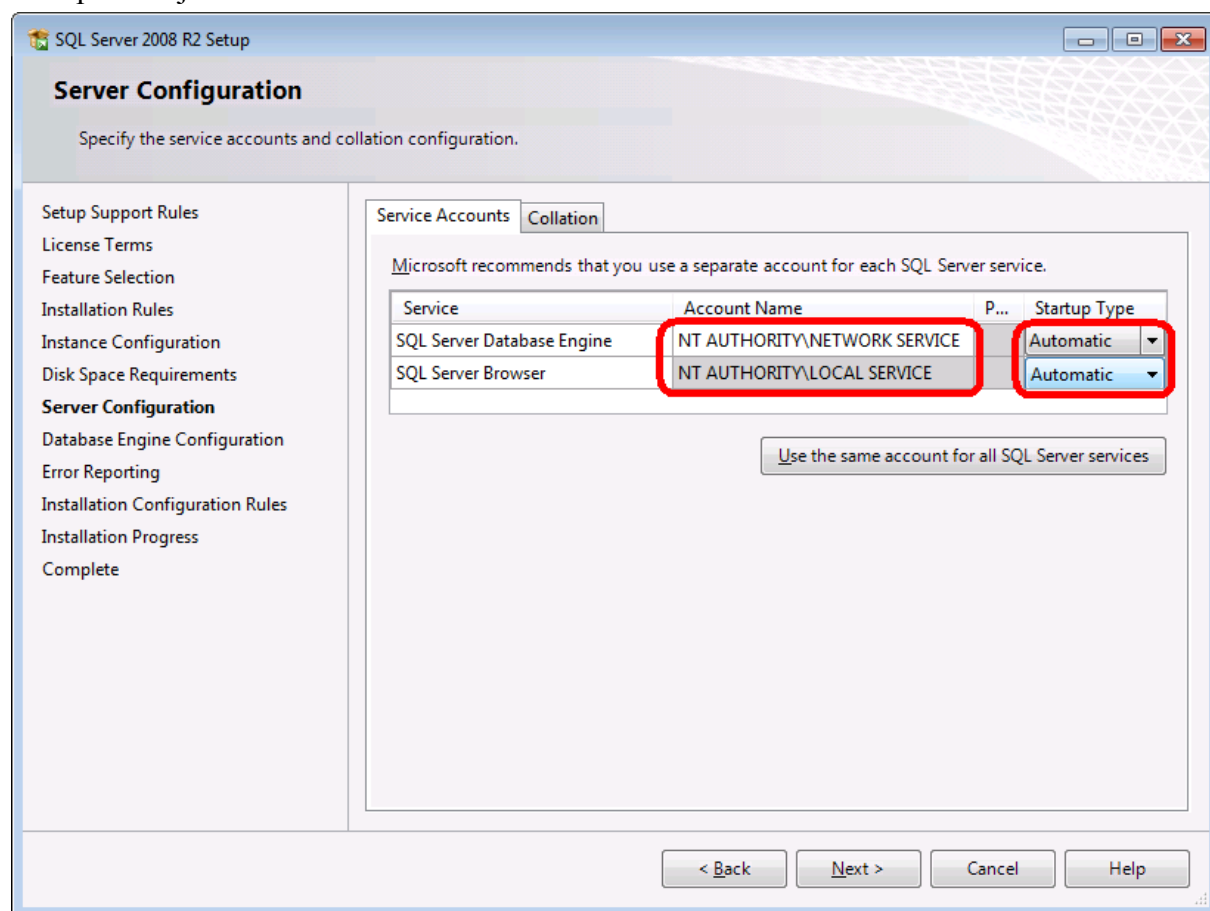 SQL Server 2008 R2 Setup
Server Configuration
Specify the service accounts and collation configuration.
Setup Support Rules
License Terms
Feature Selection
Installation Rules
Instance Configuration
Disk Space Requirements
Server Configuration
Database Engine Configuration
Error Reporting
Installation Configuration Rules
Installation Progress
Complete
Service Accounts Collation
Microsoft recommends that you use a separate account for each SQL Server service.
Service Account Name P... Startup Type
SQL Server Database Engine NT AUTHORITY\NETWORK SERVICE Automatic
SQL Server Browser NT AUTHORITY\LOCAL SERVICE Automatic
Use the same account for all SQL Server services
< Back Next > Cancel Help